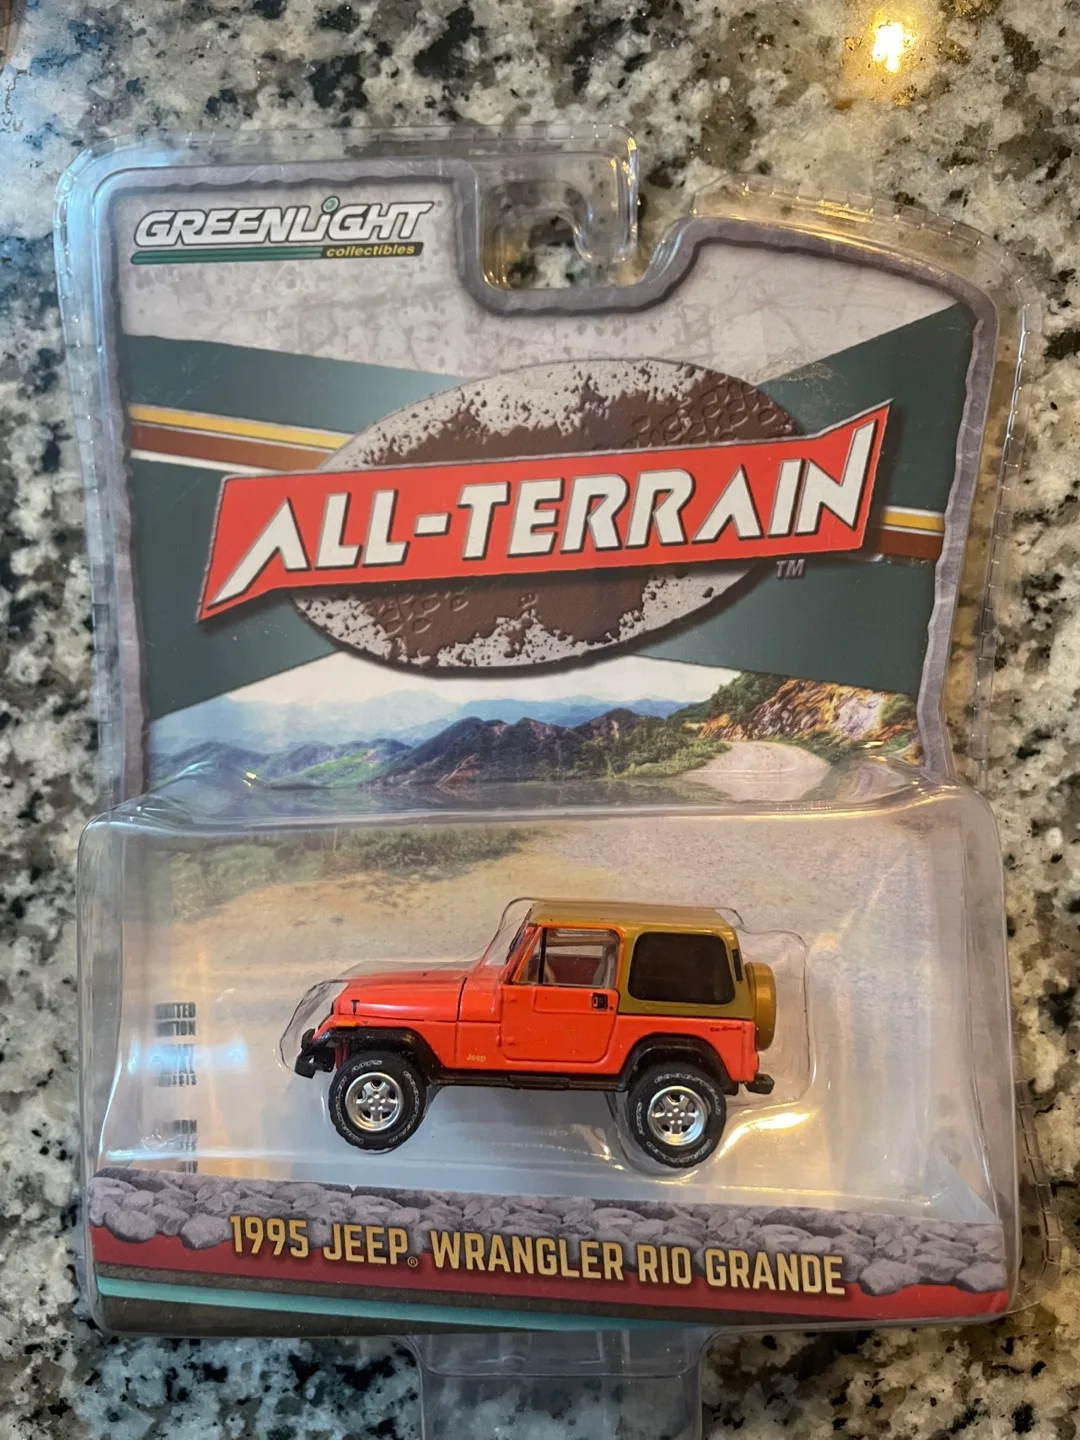 GREENLiGHT®
collectibles
ALL-TERRAIN
TM
Jeep
1995 JEEP® WRANGLER RIO GRANDE